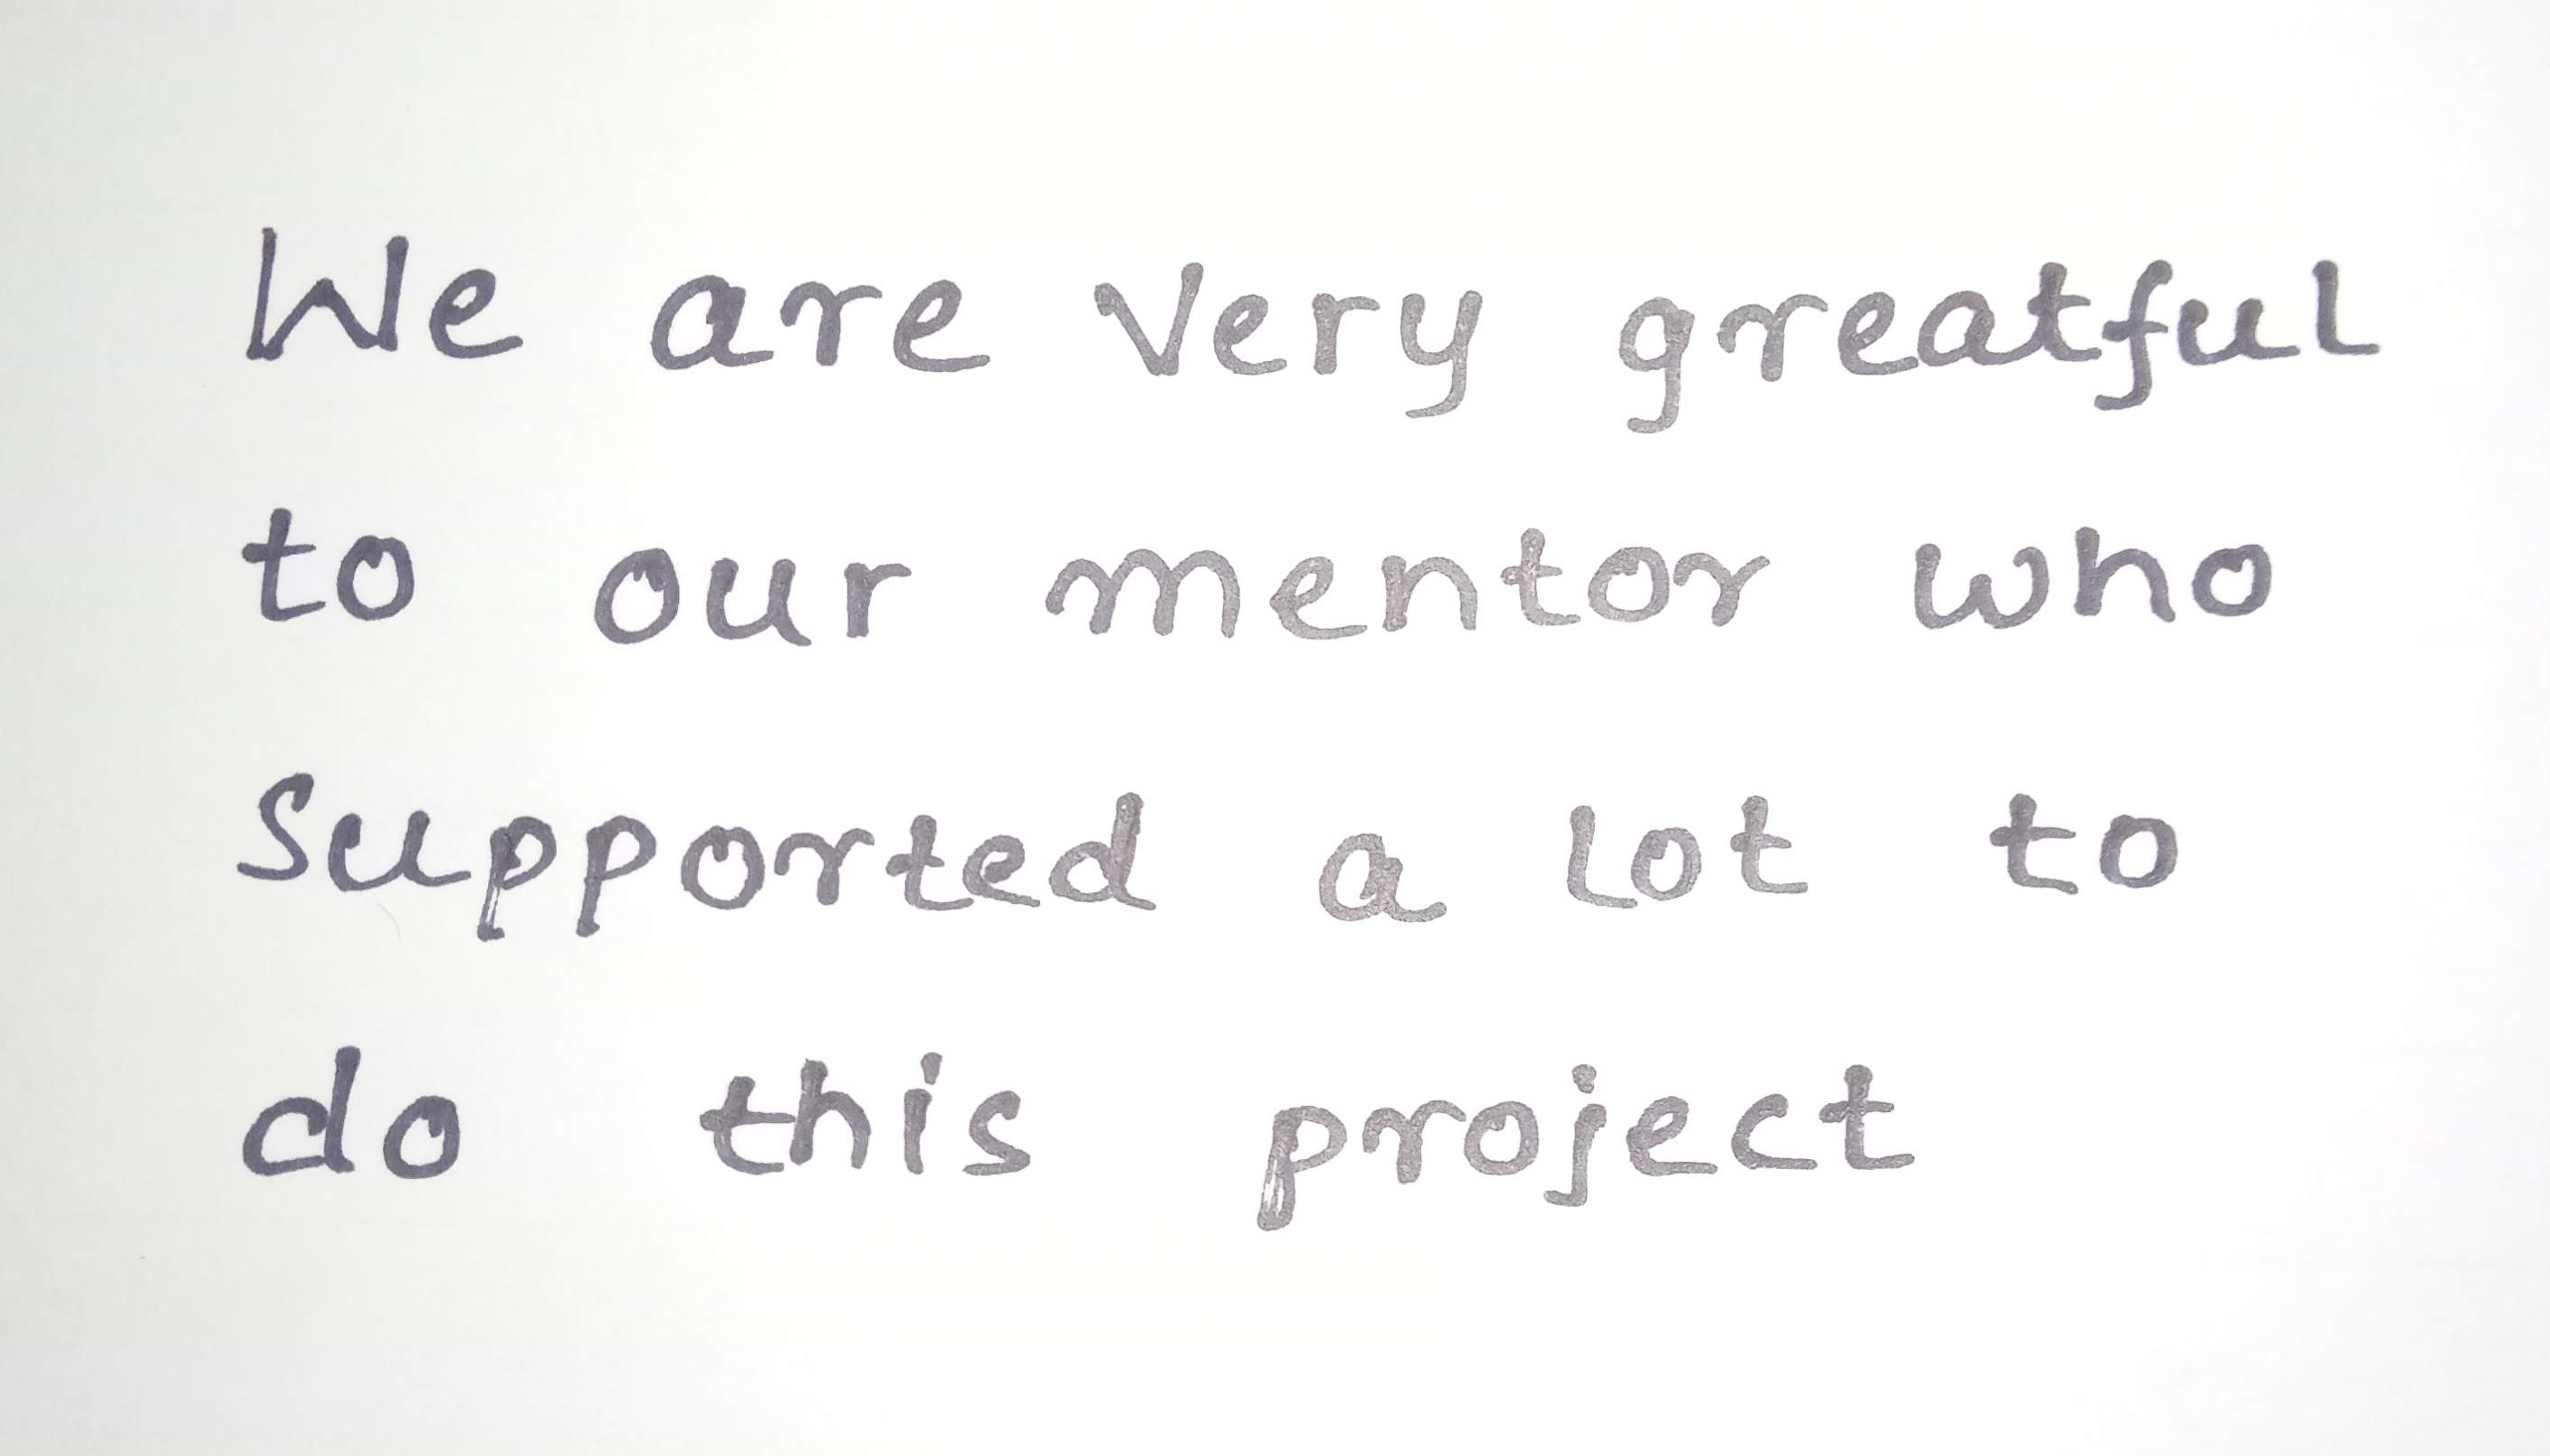 We are very greatful
to our mentor who
supported a lot to
do this project